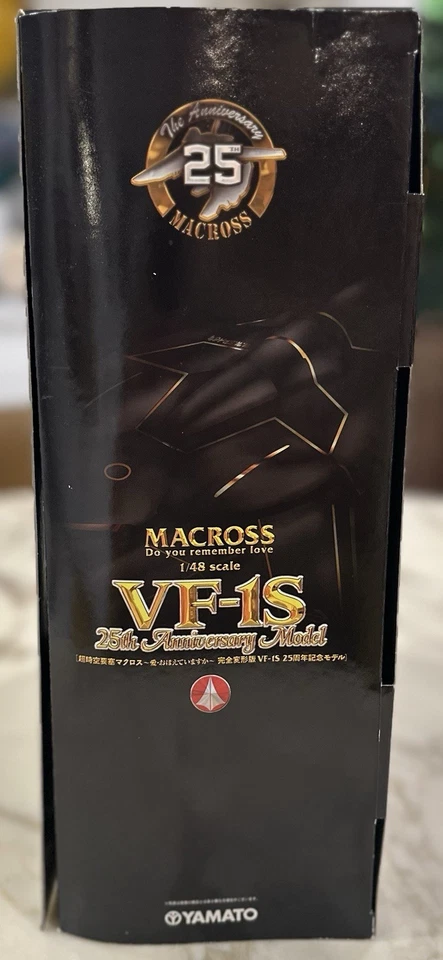 The Anniversary
25TH
MACROSS
MACROSS
Do you remember love
1/48 scale
VF-1S
25th Anniversary Model
[超時空要塞マクロス～愛・おぼえていますか～ 完全変形版 VF-1S 25周年記念モデル]
YAMATO